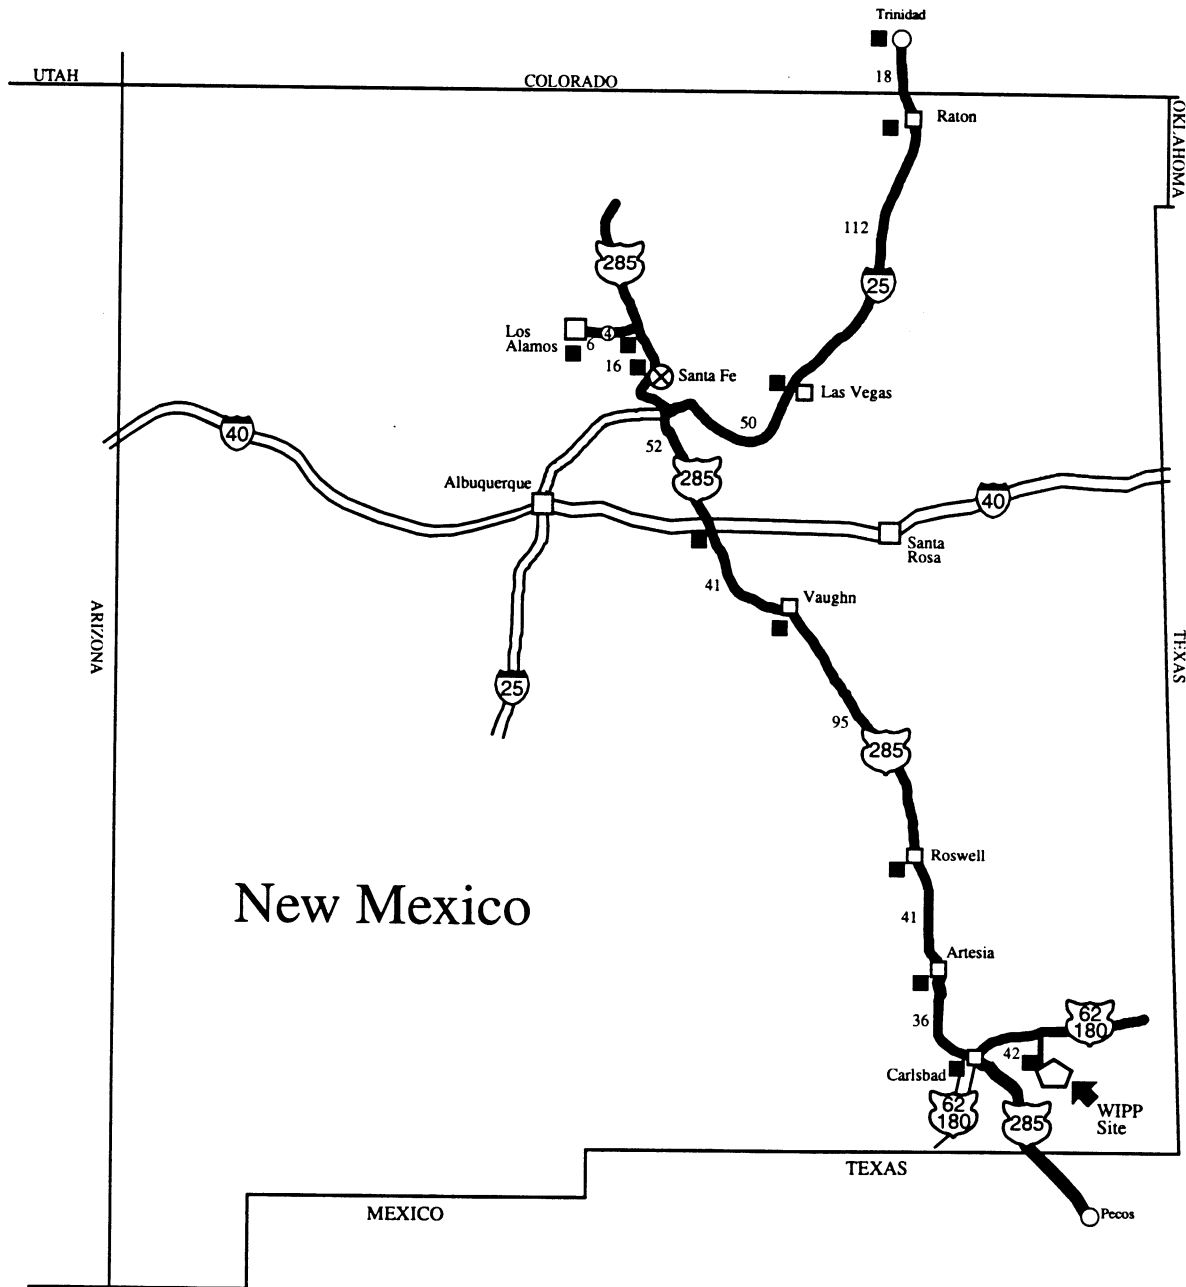 Trinidad
18
UTAH
COLORADO
OKLAHOMA
Raton
112
285
25
Los
Alamos
4
6
16
Santa Fe
Las Vegas
50
40
52
285
Albuquerque
40
Santa
Rosa
41
Vaughn
ARIZONA
TEXAS
25
95
285
Roswell
New Mexico
41
Artesia
36
62
180
42
Carlsbad
62
180
285
WIPP
Site
TEXAS
MEXICO
Pecos